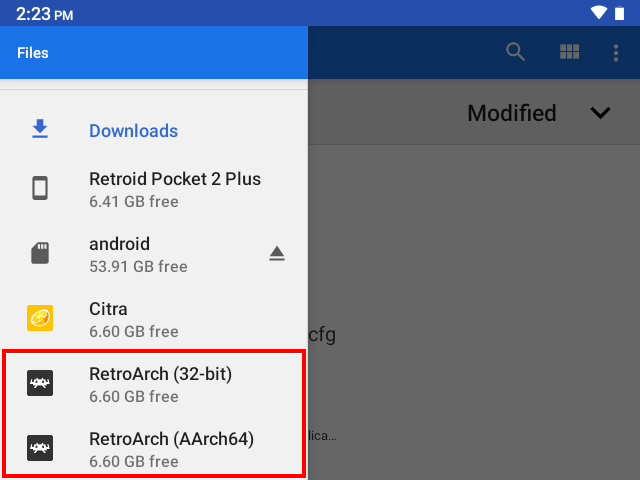 2:23 PM
Files
Modified
Downloads
Retroid Pocket 2 Plus
6.41 GB free
android
53.91 GB free
Citra
6.60 GB free
cfg
RetroArch (32-bit)
6.60 GB free
RetroArch (AArch64)
lica...
6.60 GB free